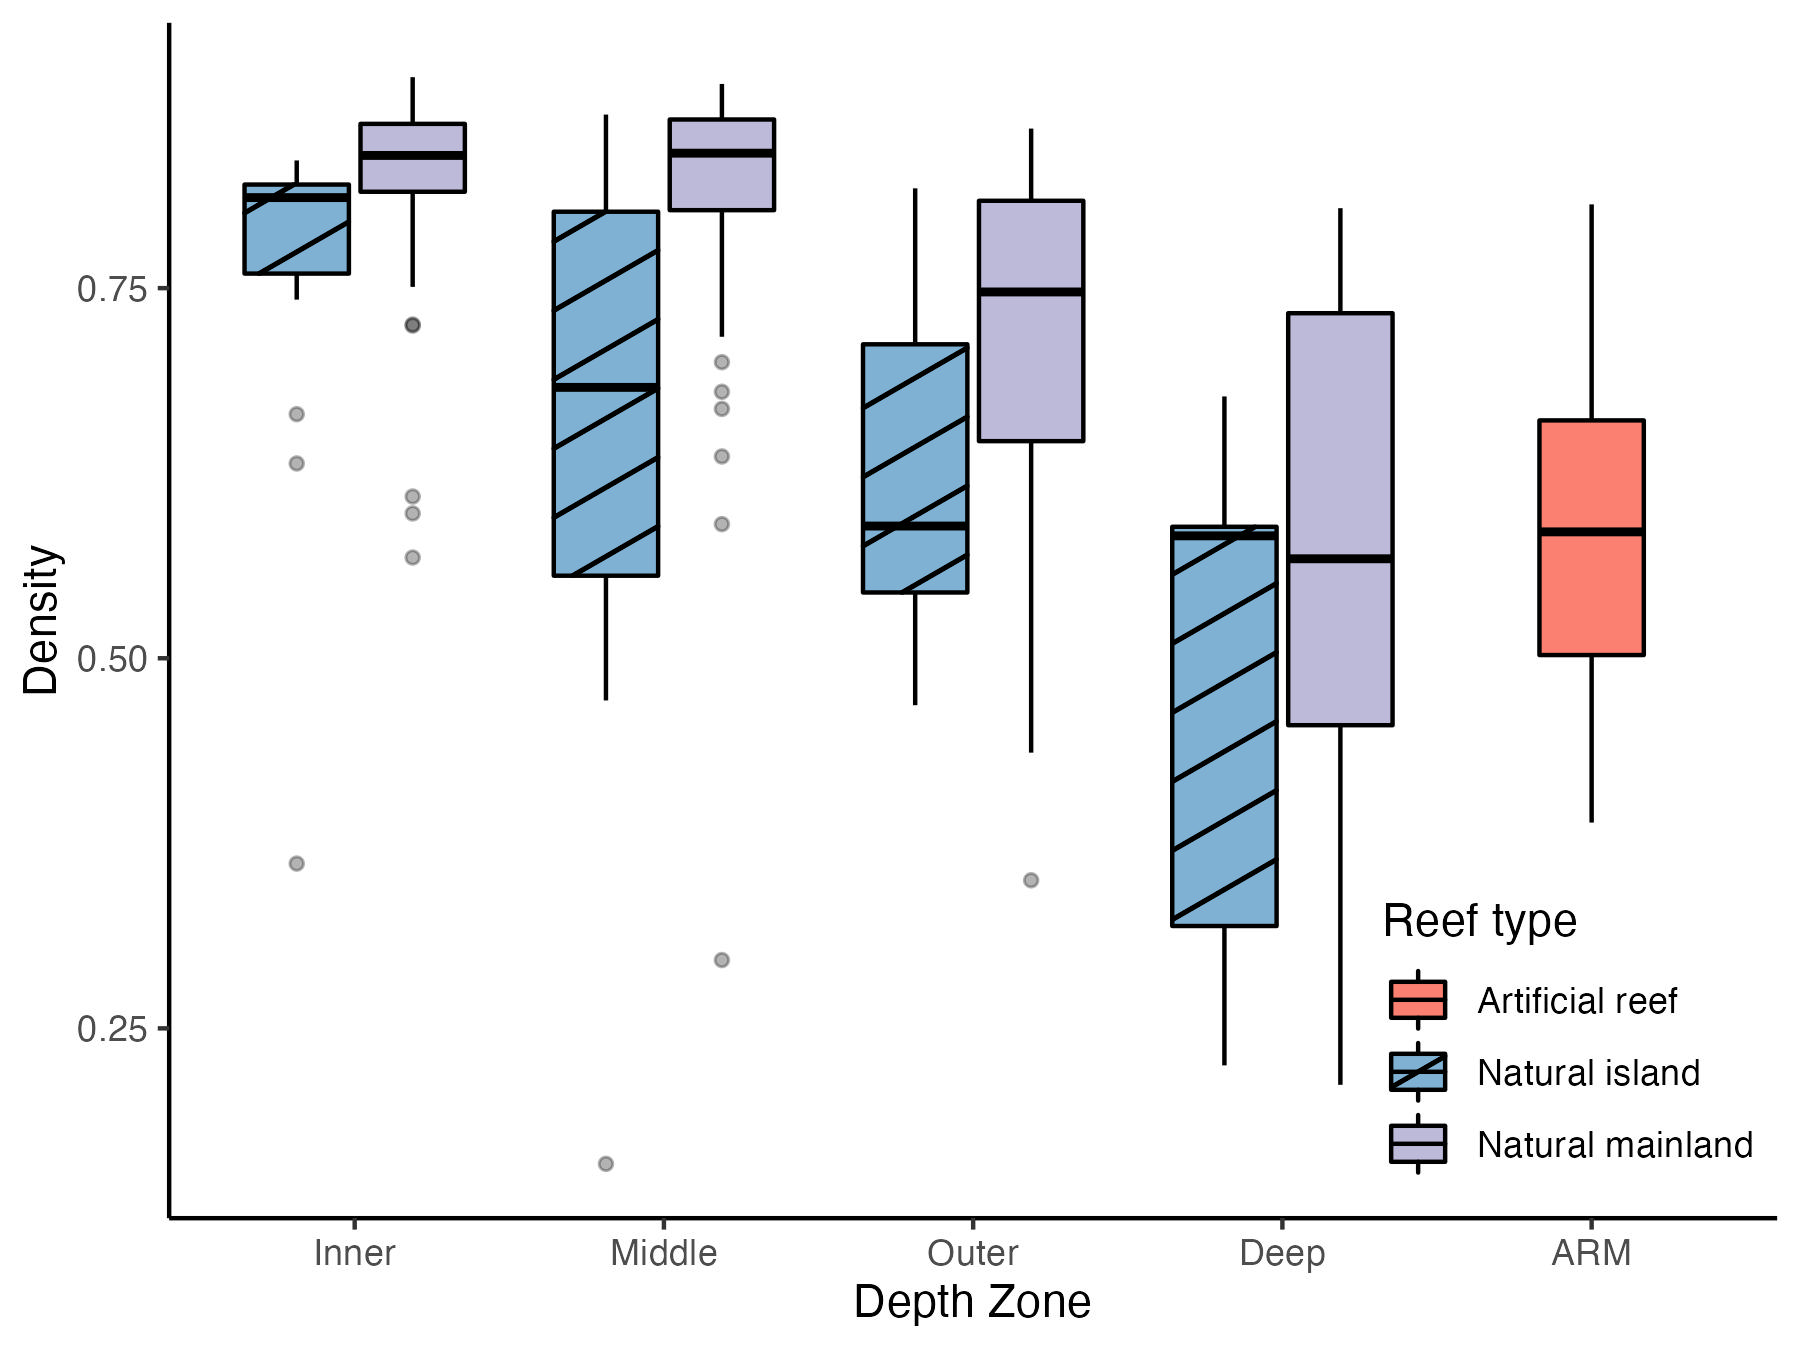 Density
0.75
0.50
0.25
Inner
Middle
Outer
Deep
ARM
Depth Zone
Reef type
Artificial reef
Natural island
Natural mainland